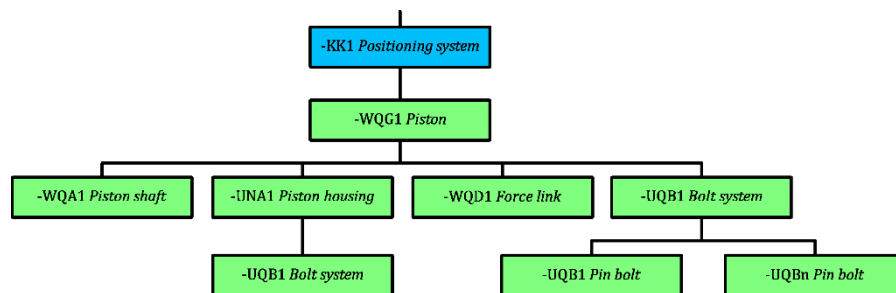 -KK1 Positioning system
-WQG1 Piston
-WQA1 Piston shaft
-UNA1 Piston housing
-WQD1 Force link
-UQB1 Bolt system
-UQB1 Bolt system
-UQB1 Pin bolt
-UQBn Pin bolt